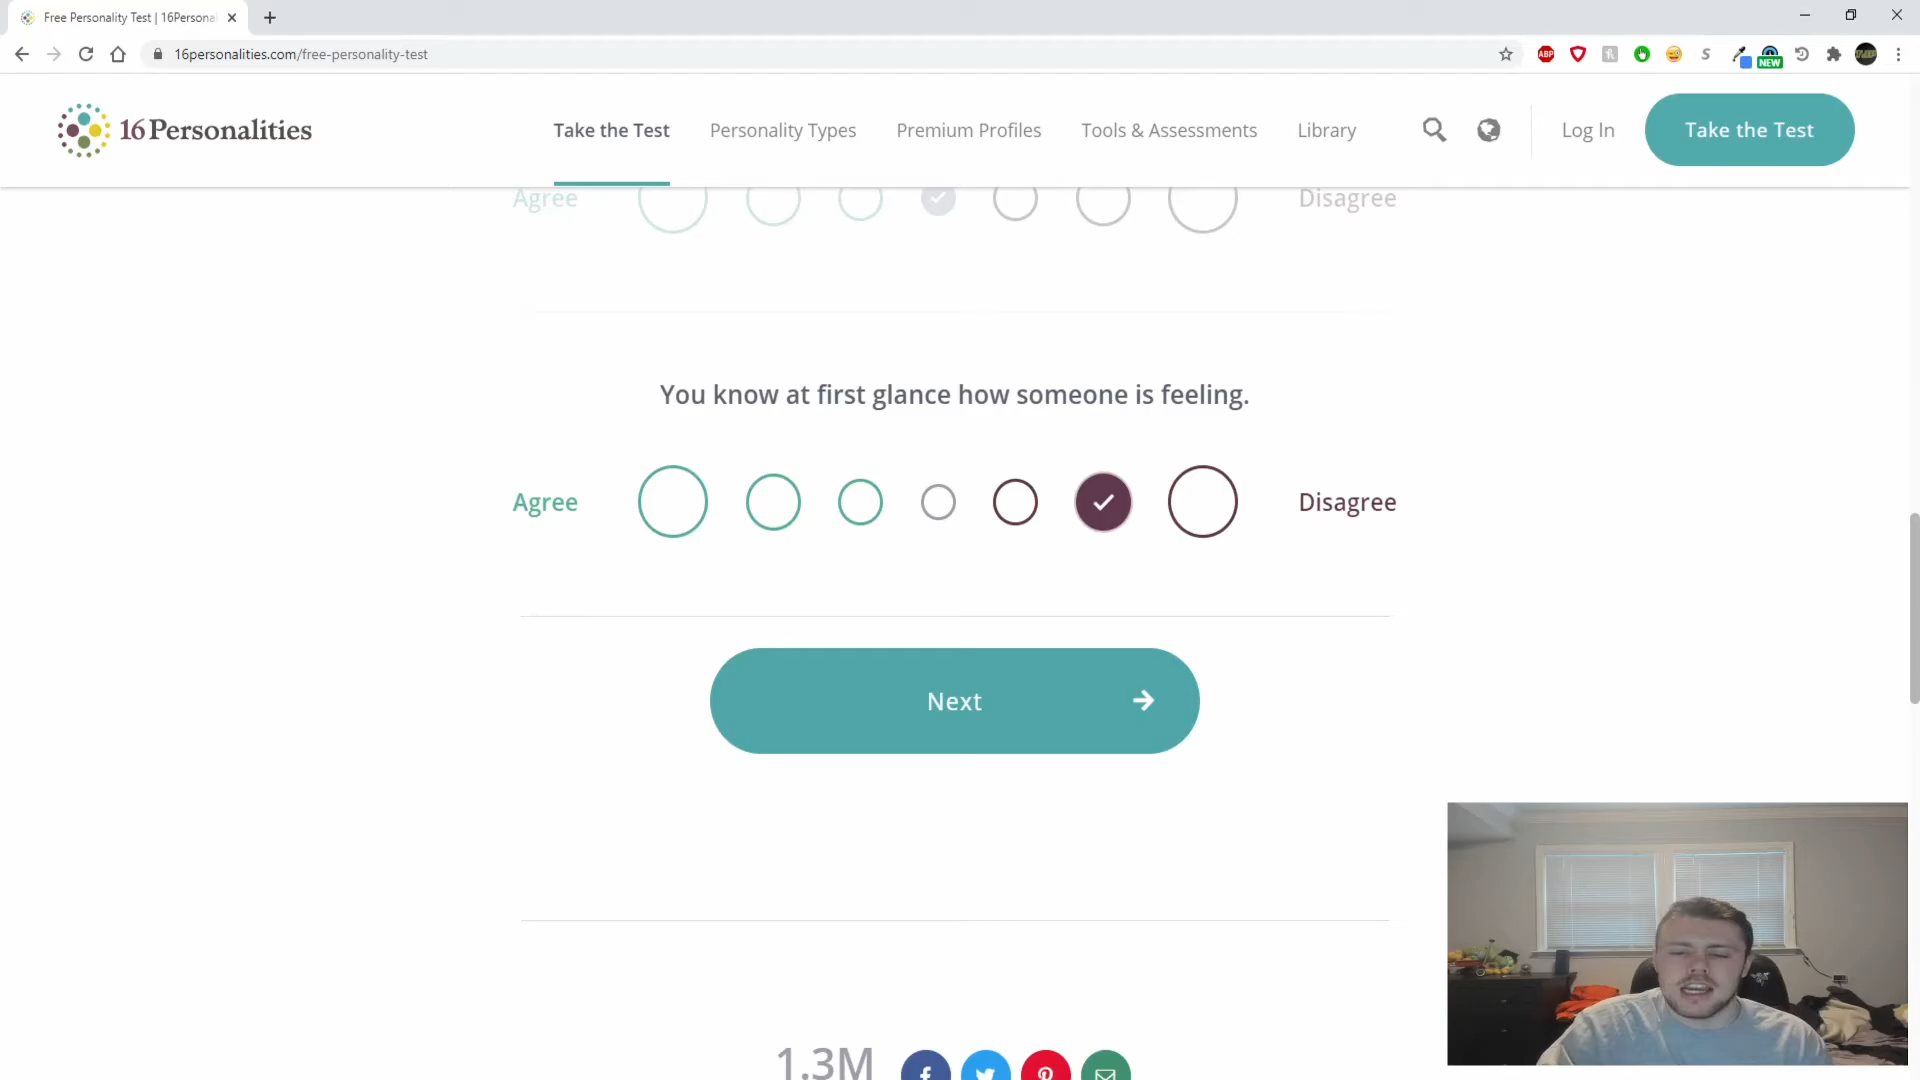 Free Personality Test | 16Persona
16personalities.com/free-personality-test
ABP
S
NEW
16Personalities
Take the Test
Personality Types
Premium Profiles
Tools & Assessments
Library
Log In
Take the Test
Agree
Disagree
You know at first glance how someone is feeling.
Agree
Disagree
Next
1.3M